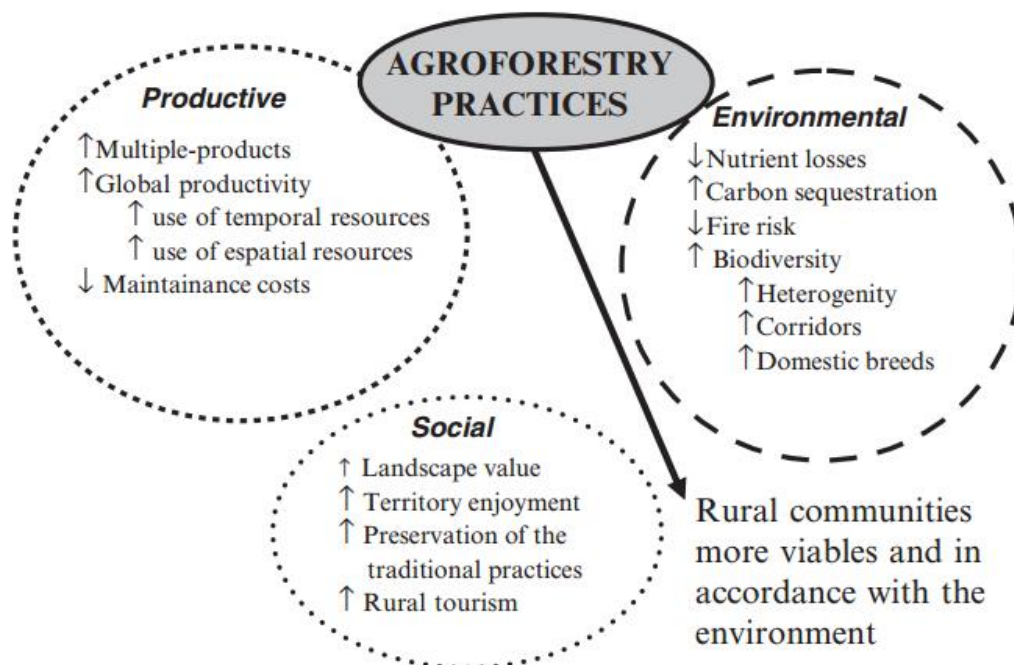 AGROFORESTRY
PRACTICES
Productive
↑Multiple-products
↑Global productivity
↑ use of temporal resources
↑ use of espatial resources
↓ Maintainance costs
Environmental
↓Nutrient losses
↑Carbon sequestration
↓Fire risk
↑ Biodiversity
↑Heterogenity
↑Corridors
↑Domestic breeds
Social
↑ Landscape value
↑ Territory enjoyment
↑ Preservation of the
traditional practices
↑ Rural tourism
Rural communities
more viables and in
accordance with the
environment